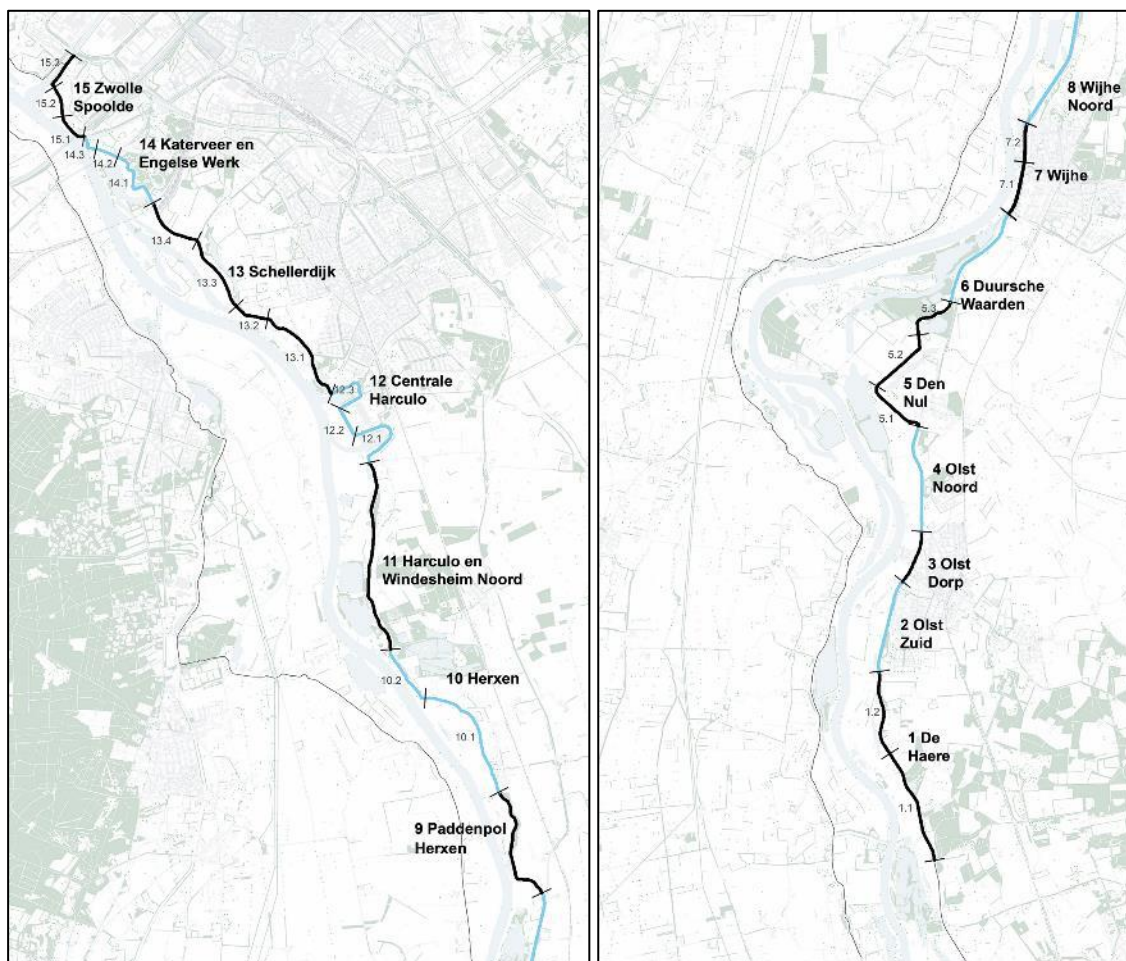 15.2
15 Zwolle
Spoolde
15.2
15.1
14.3
14.2
14.1
14 Katerveer en
Engelse Werk
13.4
13.3
13 Schellerdijk
13.2
13.1
12.3
12 Centrale
Harculo
12.2
12.1
11 Harculo en
Windesheim Noord
10.2
10 Herxen
10.1
9 Paddenpol
Herxen
8 Wijhe
Noord
7.2
7 Wijhe
7.1
6 Duursche
Waarden
5.3
5.2
5 Den
Nul
5.1
4 Olst
Noord
3 Olst
Dorp
2 Olst
Zuid
1.2
1 De
Haere
1.1